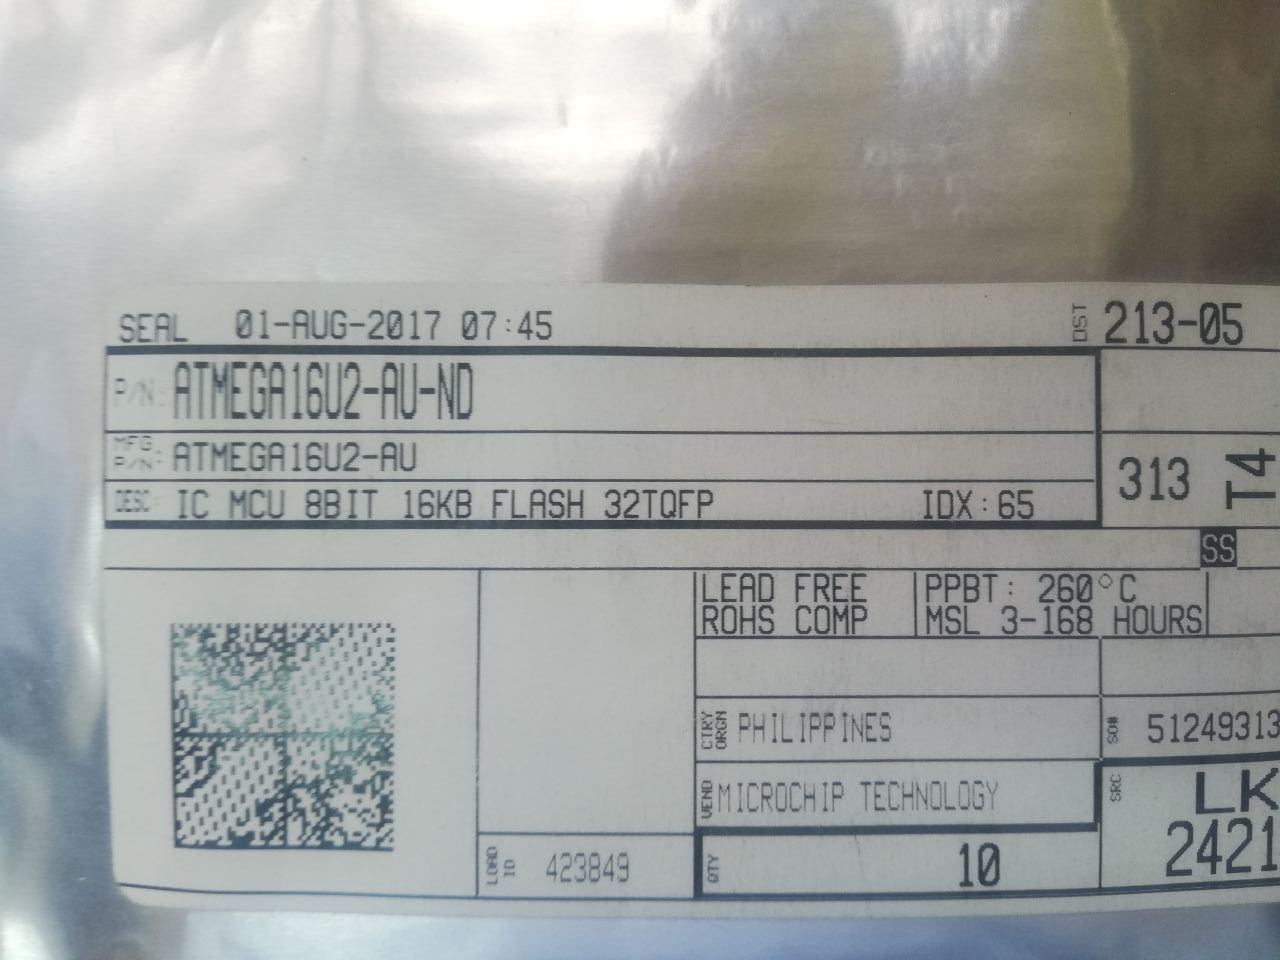 SEAL 01-AUG-2017 07:45
DST 213-05
P/N: ATMEGA16U2-AU-ND
MFG P/N: ATMEGA16U2-AU
313 T4
DESC: IC MCU 8BIT 16KB FLASH 32TQFP IDX:65
SS
LEAD FREE
ROHS COMP
PPBT: 260°C
MSL 3-168 HOURS
CTRY ORGN PHILIPPINES
SO# 51249313
VEND MICROCHIP TECHNOLOGY
SRC LK
2421
LOAD ID 423849
QTY 10